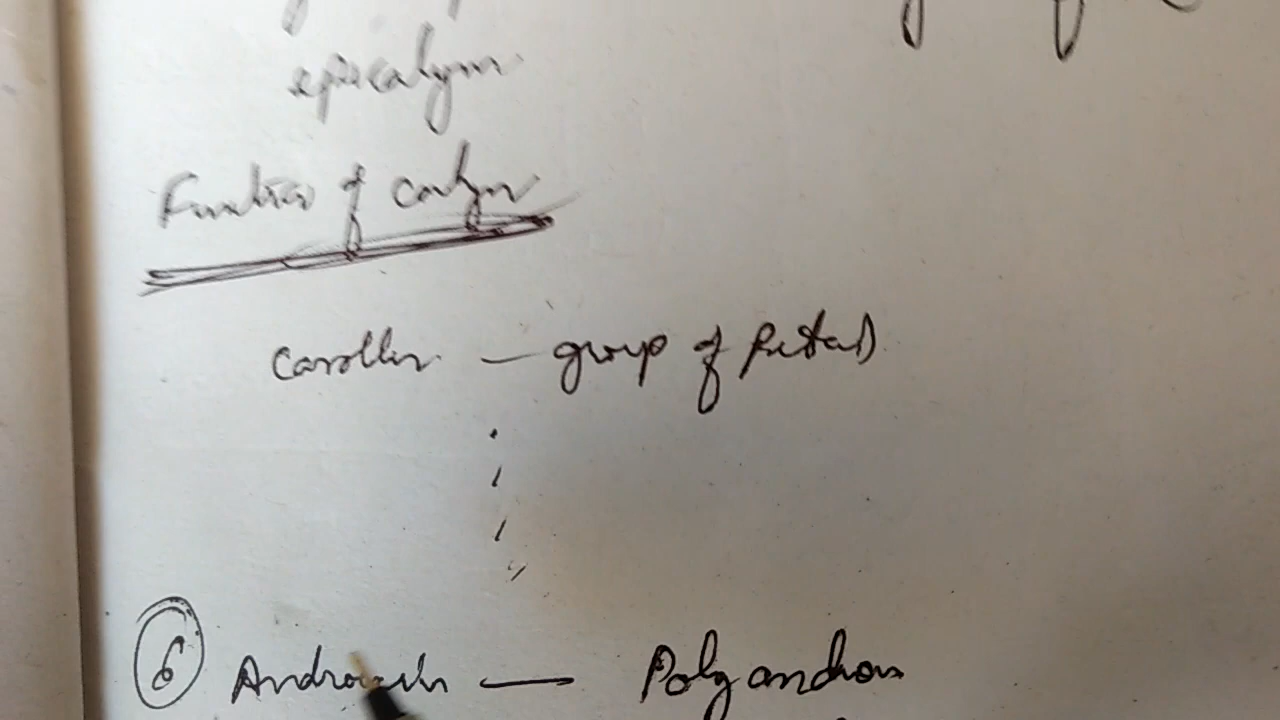 epicalyx
Function of calyx
Corolla — group of petals
⑥ Androecium — Polyandrous